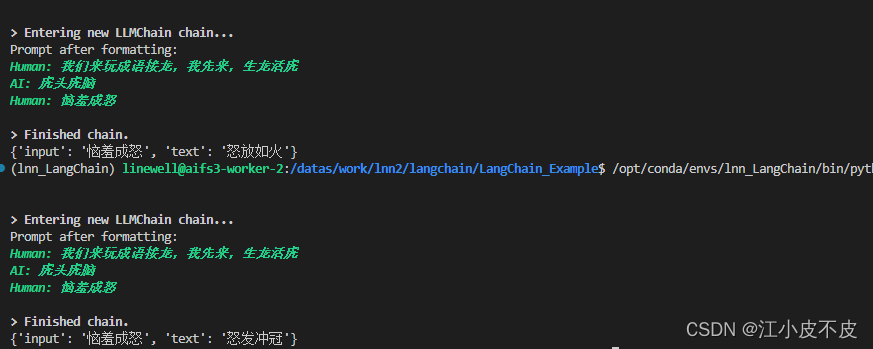 > Entering new LLMChain chain...
Prompt after formatting:
Human: 我们来玩成语接龙，我先来，生龙活虎
AI: 虎头虎脑
Human: 恼羞成怒
> Finished chain.
{'input': '恼羞成怒', 'text': '怒放如火'}
(lnn_LangChain) linewell@aifs3-worker-2:/datas/work/lnn2/langchain/LangChain_Example$ /opt/conda/envs/lnn_LangChain/bin/pyth
> Entering new LLMChain chain...
Prompt after formatting:
Human: 我们来玩成语接龙，我先来，生龙活虎
AI: 虎头虎脑
Human: 恼羞成怒
> Finished chain.
{'input': '恼羞成怒', 'text': '怒发冲冠'}
CSDN @江小皮不皮